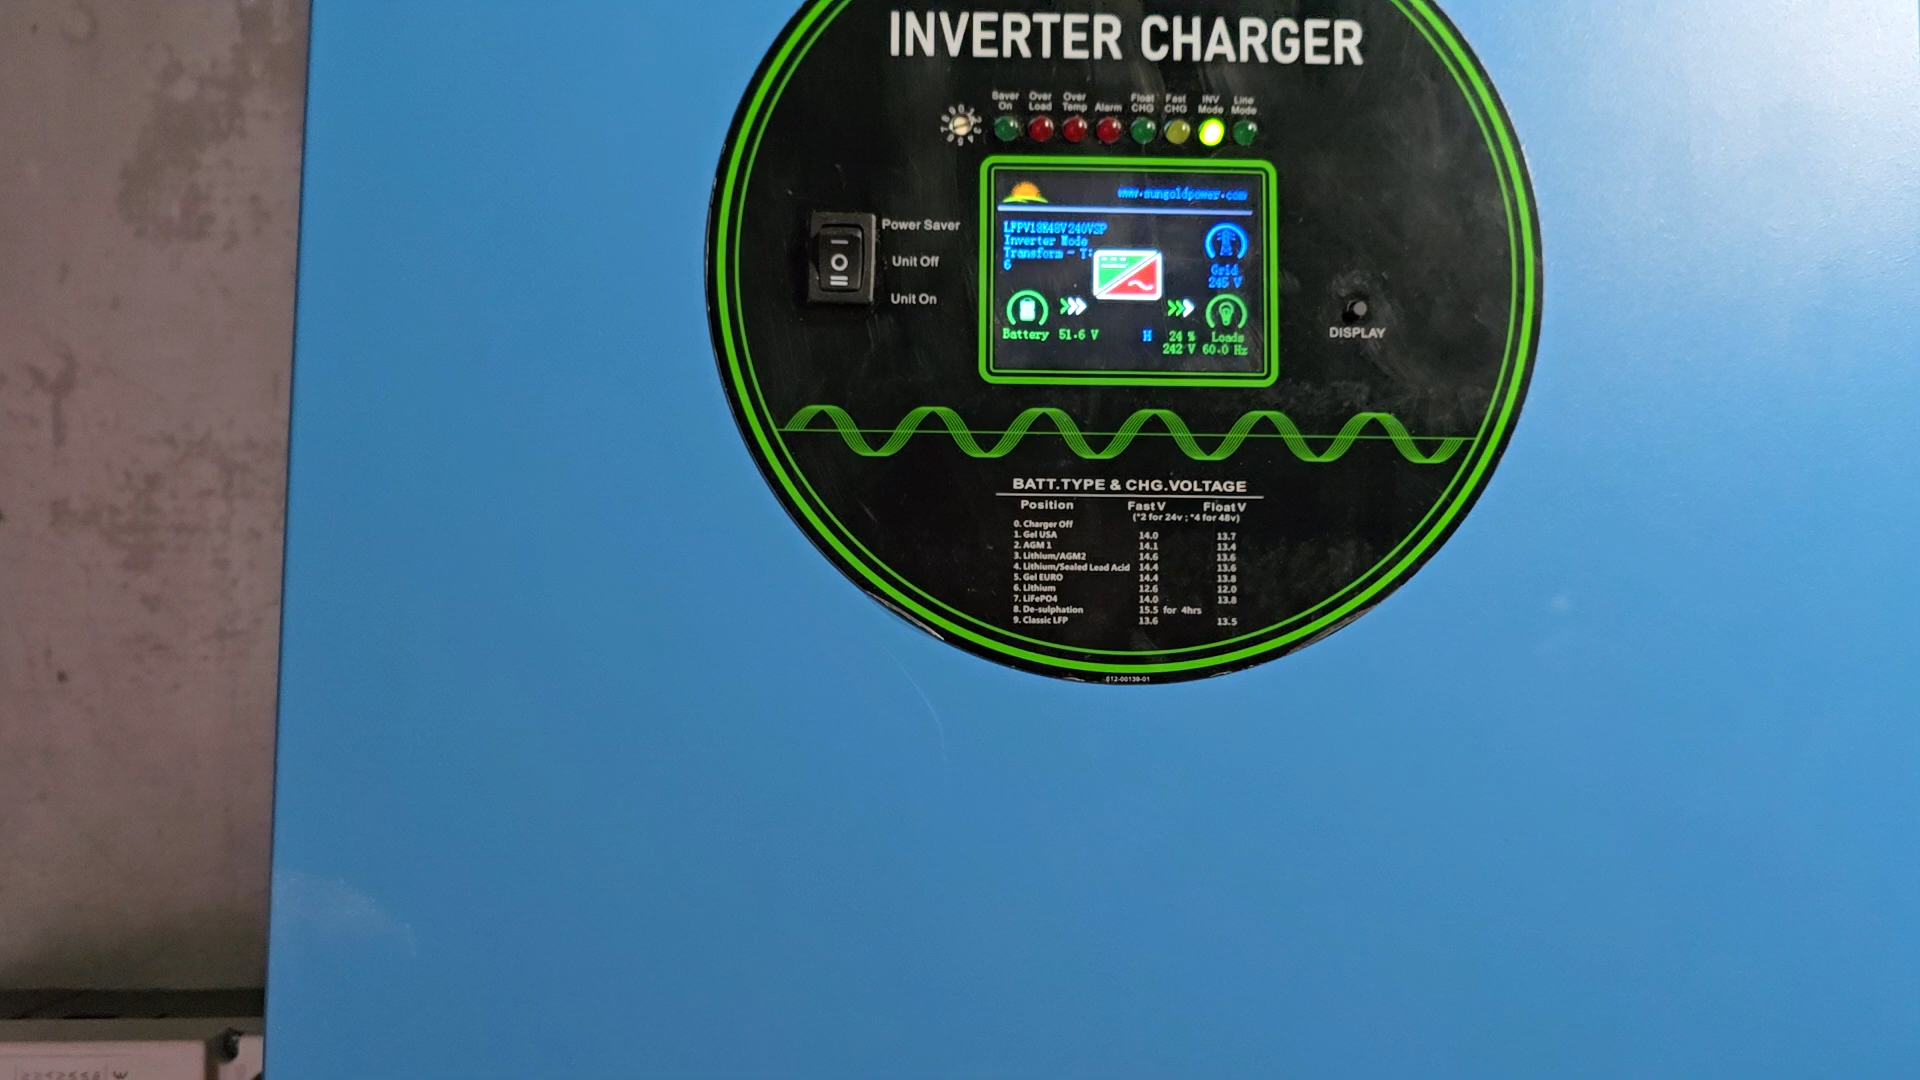 INVERTER CHARGER
Saver On
Over Load
Over Temp
Alarm
Float CHG
Fast CHG
INV Mode
Line Mode
www.sungoldpower.com
Inverter Mode
Transform - T:
6
Grid
245 V
Battery 51.6 V
H
24 % Loads
242 V 60.0 Hz
Power Saver
Unit Off
Unit On
DISPLAY
BATT.TYPE & CHG.VOLTAGE
Position Fast V Float V
(*2 for 24v ; *4 for 48v)
0. Charger Off
1. Gel USA 14.0 13.7
2. AGM 1 14.1 13.4
3. Lithium/AGM2 14.6 13.6
4. Lithium/Sealed Lead Acid 14.4 13.6
5. Gel EURO 14.4 13.8
6. Lithium 12.6 12.0
7. LiFePO4 14.0 13.8
8. De-sulphation 15.5 for 4hrs
9. Classic LFP 13.6 13.5
612-00139-01